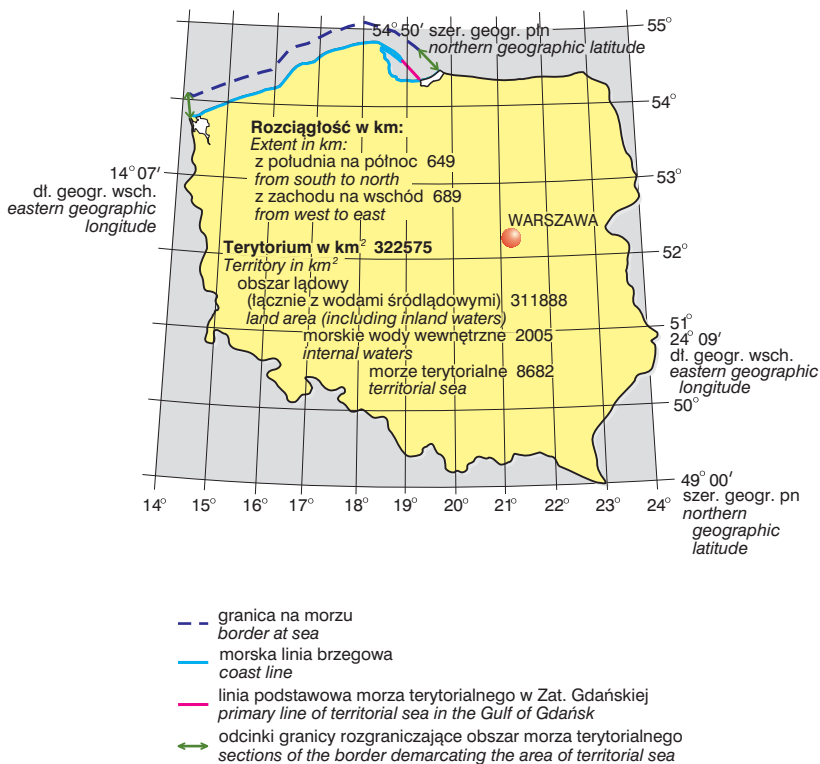 54°50′ szer. geogr. płn
northern geographic latitude
55°
54°
53°
52°
51°
50°
14°07′
dł. geogr. wsch.
eastern geographic
longitude
Rozciągłość w km:
Extent in km:
z południa na północ 649
from south to north
z zachodu na wschód 689
from west to east
WARSZAWA
Terytorium w km² 322575
Territory in km²
obszar lądowy
(łącznie z wodami śródlądowymi) 311888
land area (including inland waters)
morskie wody wewnętrzne 2005
internal waters
morze terytorialne 8682
territorial sea
24°09′
dł. geogr. wsch.
eastern geographic
longitude
49°00′
szer. geogr. pn
northern
geographic
latitude
14° 15° 16° 17° 18° 19° 20° 21° 22° 23° 24°
granica na morzu
border at sea
morska linia brzegowa
coast line
linia podstawowa morza terytorialnego w Zat. Gdańskiej
primary line of territorial sea in the Gulf of Gdańsk
odcinki granicy rozgraniczające obszar morza terytorialnego
sections of the border demarcating the area of territorial sea